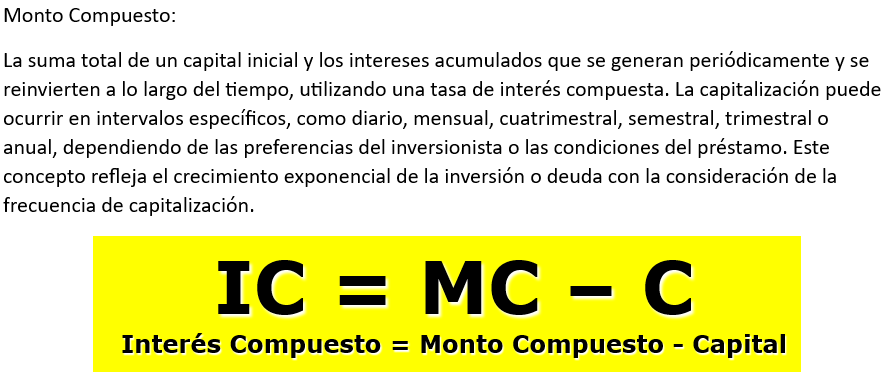 Monto Compuesto:
La suma total de un capital inicial y los intereses acumulados que se generan periódicamente y se
reinvierten a lo largo del tiempo, utilizando una tasa de interés compuesta. La capitalización puede
ocurrir en intervalos específicos, como diario, mensual, cuatrimestral, semestral, trimestral o
anual, dependiendo de las preferencias del inversionista o las condiciones del préstamo. Este
concepto refleja el crecimiento exponencial de la inversión o deuda con la consideración de la
frecuencia de capitalización.
IC = MC – C
Interés Compuesto = Monto Compuesto - Capital